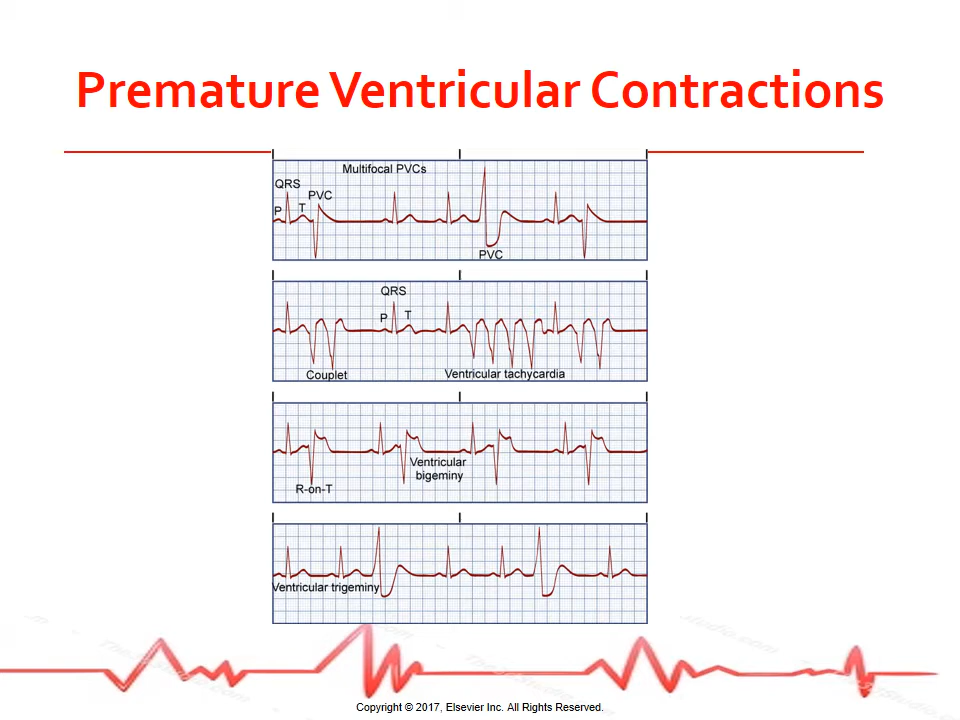 Premature Ventricular Contractions
Multifocal PVCs
QRS
PVC
P
T
PVC
QRS
P
T
Couplet
Ventricular tachycardia
Ventricular
bigeminy
R-on-T
Ventricular trigeminy
Copyright © 2017, Elsevier Inc. All Rights Reserved.